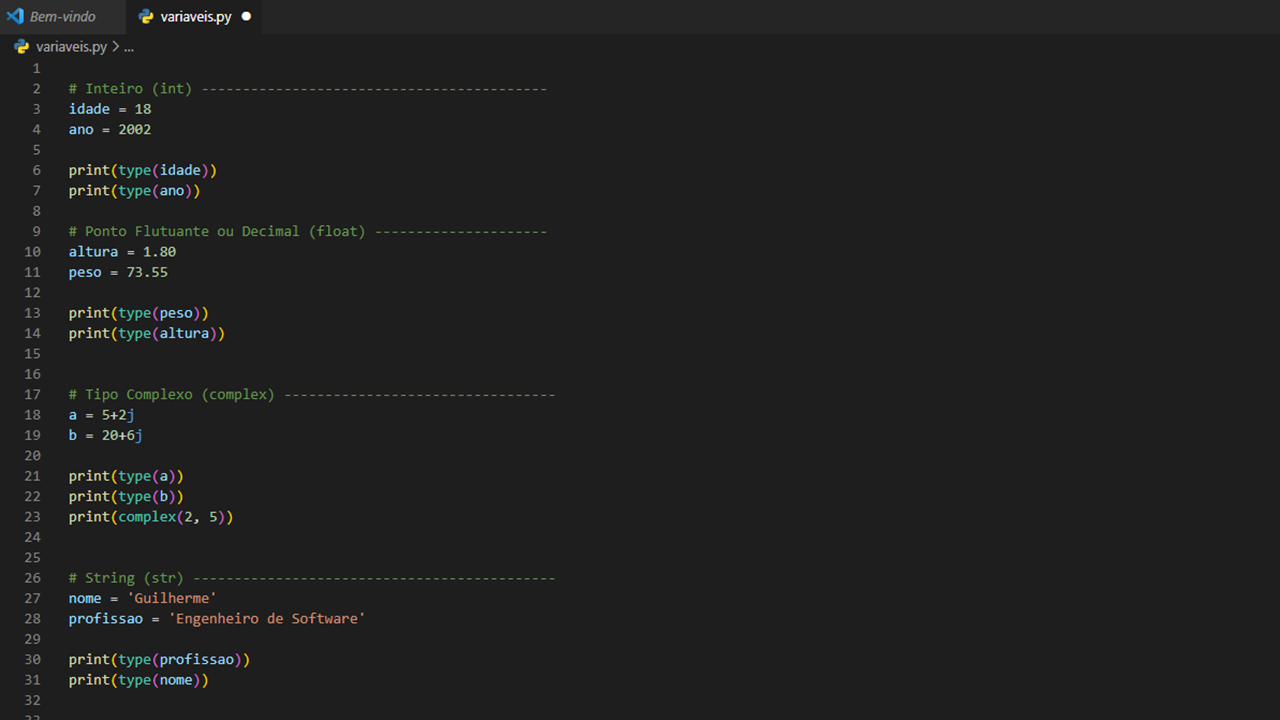 Bem-vindo
variaveis.py
variaveis.py > ...
1
2 # Inteiro (int) ------------------------------------------
3 idade = 18
4 ano = 2002
5
6 print(type(idade))
7 print(type(ano))
8
9 # Ponto Flutuante ou Decimal (float) ---------------------
10 altura = 1.80
11 peso = 73.55
12
13 print(type(peso))
14 print(type(altura))
15
16
17 # Tipo Complexo (complex) ---------------------------------
18 a = 5+2j
19 b = 20+6j
20
21 print(type(a))
22 print(type(b))
23 print(complex(2, 5))
24
25
26 # String (str) --------------------------------------------
27 nome = 'Guilherme'
28 profissao = 'Engenheiro de Software'
29
30 print(type(profissao))
31 print(type(nome))
32
33